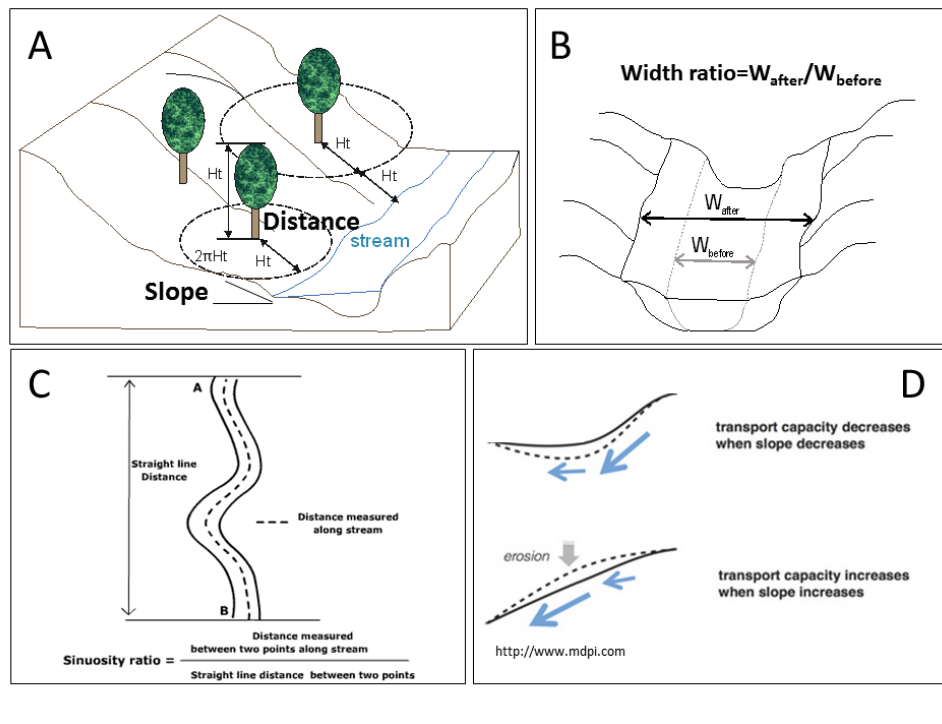 A
Ht
Ht
Ht
Distance
stream
2πHt
Ht
Slope
B
Width ratio=Wafter/Wbefore
Wafter
Wbefore
C
A
Straight line
Distance
Distance measured
along stream
B
Distance measured
between two points along stream
Sinuosity ratio =
Straight line distance between two points
D
transport capacity decreases
when slope decreases
erosion
transport capacity increases
when slope increases
http://www.mdpi.com